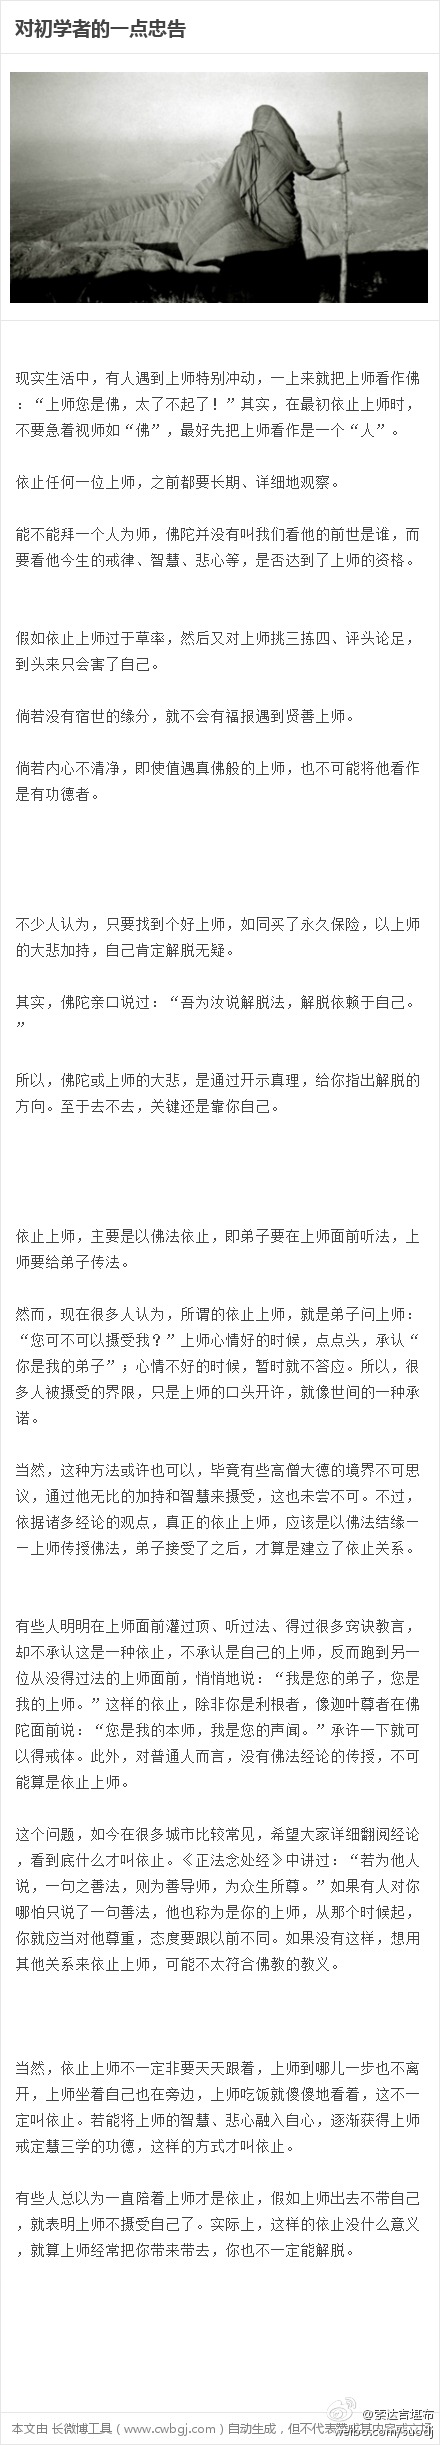 对初学者的一点忠告
现实生活中，有人遇到上师特别冲动，一上来就把上师看作佛
：“上师您是佛，太了不起了！”其实，在最初依止上师时，
不要急着视师如“佛”，最好先把上师看作是一个“人”。
依止任何一位上师，之前都要长期、详细地观察。
能不能拜一个人为师，佛陀并没有叫我们看他的前世是谁，而
要看他今生的戒律、智慧、悲心等，是否达到了上师的资格。
假如依止上师过于草率，然后又对上师挑三拣四、评头论足，
到头来只会害了自己。
倘若没有宿世的缘分，就不会有福报遇到贤善上师。
倘若内心不清净，即使值遇真佛般的上师，也不可能将他看作
是有功德者。
不少人认为，只要找到个好上师，如同买了永久保险，以上师
的大悲加持，自己肯定解脱无疑。
其实，佛陀亲口说过：“吾为汝说解脱法，解脱依赖于自己。
”
所以，佛陀或上师的大悲，是通过开示真理，给你指出解脱的
方向。至于去不去，关键还是靠你自己。
依止上师，主要是以佛法依止，即弟子要在上师面前听法，上
师要给弟子传法。
然而，现在很多人认为，所谓的依止上师，就是弟子问上师：
“您可不可以摄受我？”上师心情好的时候，点点头，承认“
你是我的弟子”；心情不好的时候，暂时就不答应。所以，很
多人被摄受的界限，只是上师的口头开许，就像世间的一种承
诺。
当然，这种方法或许也可以，毕竟有些高僧大德的境界不可思
议，通过他无比的加持和智慧来摄受，这也未尝不可。不过，
依据诸多经论的观点，真正的依止上师，应该是以佛法结缘—
—上师传授佛法，弟子接受了之后，才算是建立了依止关系。
有些人明明在上师面前灌过顶、听过法、得过很多窍诀教言，
却不承认这是一种依止，不承认是自己的上师，反而跑到另一
位从没得过法的上师面前，悄悄地说：“我是您的弟子，您是
我的上师。”这样的依止，除非你是利根者，像迦叶尊者在佛
陀面前说：“您是我的本师，我是您的声闻。”承许一下就可
以得戒体。此外，对普通人而言，没有佛法经论的传授，不可
能算是依止上师。
这个问题，如今在很多城市比较常见，希望大家详细翻阅经论
，看到底什么才叫依止。《正法念处经》中讲过：“若为他人
说，一句之善法，则为善导师，为众生所尊。”如果有人对你
哪怕只说了一句善法，他也称为是你的上师，从那个时候起，
你就应当对他尊重，态度要跟以前不同。如果没有这样，想用
其他关系来依止上师，可能不太符合佛教的教义。
当然，依止上师不一定非要天天跟着，上师到哪儿一步也不离
开，上师坐着自己也在旁边，上师吃饭就傻傻地看着，这不一
定叫依止。若能将上师的智慧、悲心融入自心，逐渐获得上师
戒定慧三学的功德，这样的方式才叫依止。
有些人总以为一直陪着上师才是依止，假如上师出去不带自己
，就表明上师不摄受自己了。实际上，这样的依止没什么意义
，就算上师经常把你带来带去，你也不一定能解脱。
@索达吉堪布
本文由 长微博工具（www.cwbgj.com）自动生成，但不代表赞成其内容或立场
weibo.com/suodj